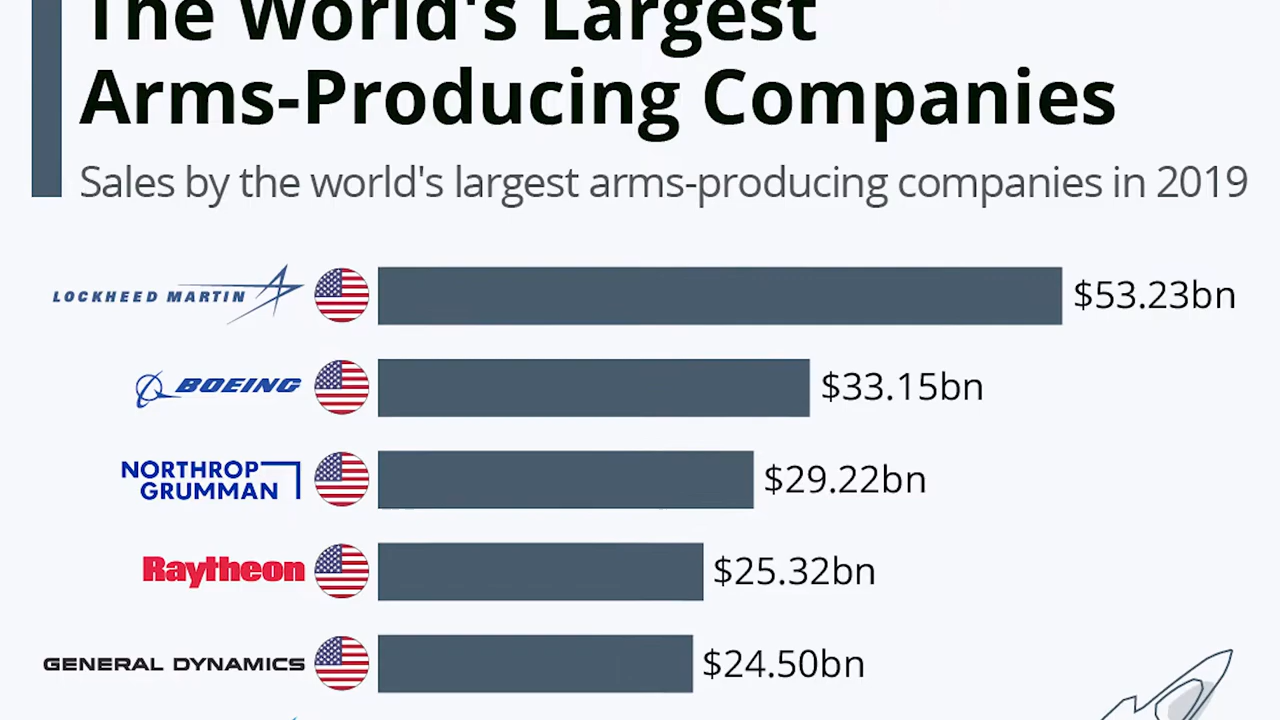 The World's Largest
Arms-Producing Companies
Sales by the world's largest arms-producing companies in 2019
LOCKHEED MARTIN $53.23bn
BOEING $33.15bn
NORTHROP
GRUMMAN $29.22bn
Raytheon $25.32bn
GENERAL DYNAMICS $24.50bn